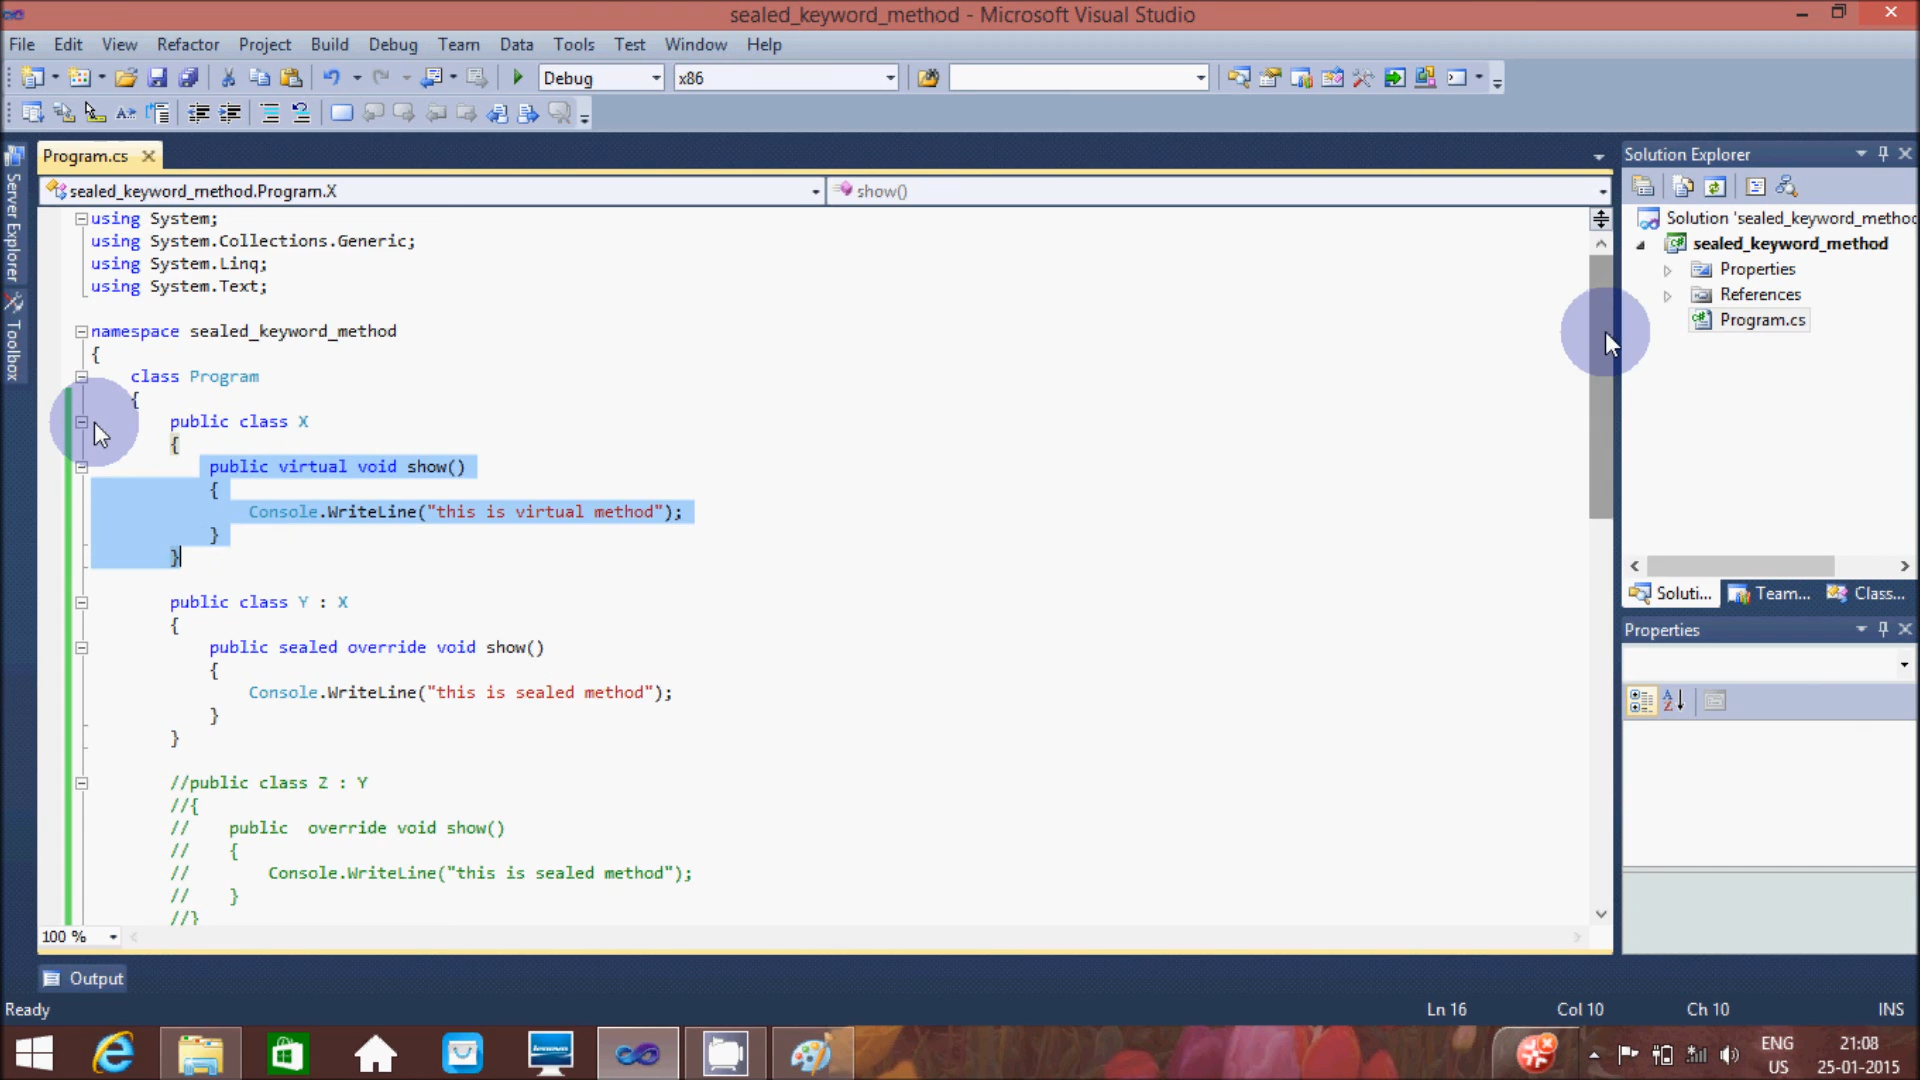 sealed_keyword_method - Microsoft Visual Studio
File Edit View Refactor Project Build Debug Team Data Tools Test Window Help
Debug x86
Program.cs
Solution Explorer
sealed_keyword_method.Program.X show()
Server Explorer
Toolbox
using System;
using System.Collections.Generic;
using System.Linq;
using System.Text;
namespace sealed_keyword_method
{
class Program
{
public class X
{
public virtual void show()
{
Console.WriteLine("this is virtual method");
}
}
public class Y : X
{
public sealed override void show()
{
Console.WriteLine("this is sealed method");
}
}
//public class Z : Y
//{
//    public  override void show()
//    {
//        Console.WriteLine("this is sealed method");
//    }
//}
100 %
Solution 'sealed_keyword_method
sealed_keyword_method
Properties
References
Program.cs
Soluti... Team... Class...
Properties
Output
Ready Ln 16 Col 10 Ch 10 INS
ENG 21:08
US 25-01-2015